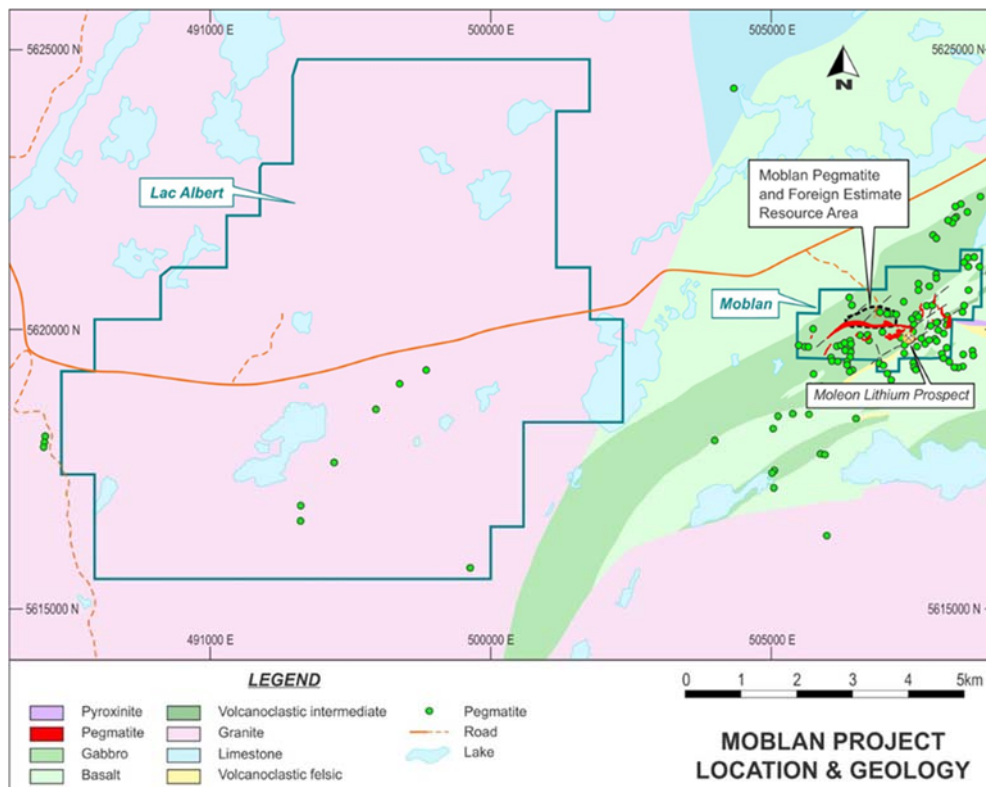 491000 E
500000 E
505000 E
5625000 N
5625000 N
N
Moblan Pegmatite
and Foreign Estimate
Resource Area
Lac Albert
Moblan
5620000 N
Moleon Lithium Prospect
5615000 N
5615000 N
491000 E
500000 E
505000 E
LEGEND
Pyroxinite
Pegmatite
Gabbro
Basalt
Volcanoclastic intermediate
Granite
Limestone
Volcanoclastic felsic
Pegmatite
Road
Lake
0 1 2 3 4 5km
MOBLAN PROJECT
LOCATION & GEOLOGY